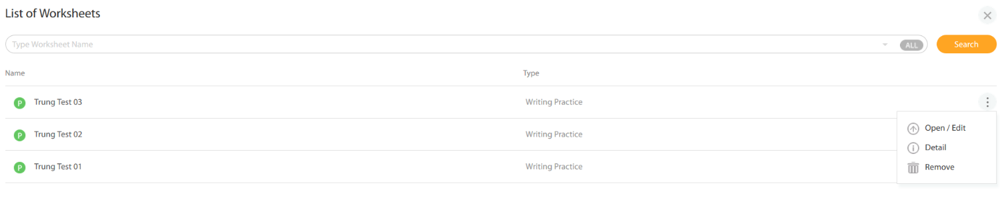 List of Worksheets
Type Worksheet Name ALL Search
Name Type
P Trung Test 03 Writing Practice
Open / Edit
P Trung Test 02 Writing Practice
Detail
P Trung Test 01 Writing Practice
Remove